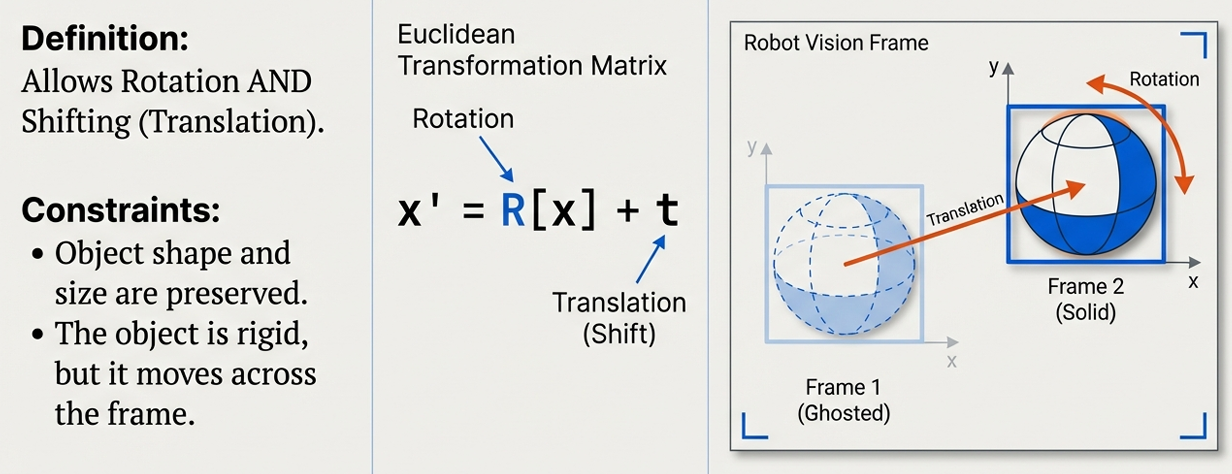 Definition:
Allows Rotation AND
Shifting (Translation).
Constraints:
• Object shape and
size are preserved.
• The object is rigid,
but it moves across
the frame.
Euclidean
Transformation Matrix
Rotation
x' = R[x] + t
Translation
(Shift)
Robot Vision Frame
y
Rotation
y
Translation
x
Frame 2
(Solid)
x
Frame 1
(Ghosted)